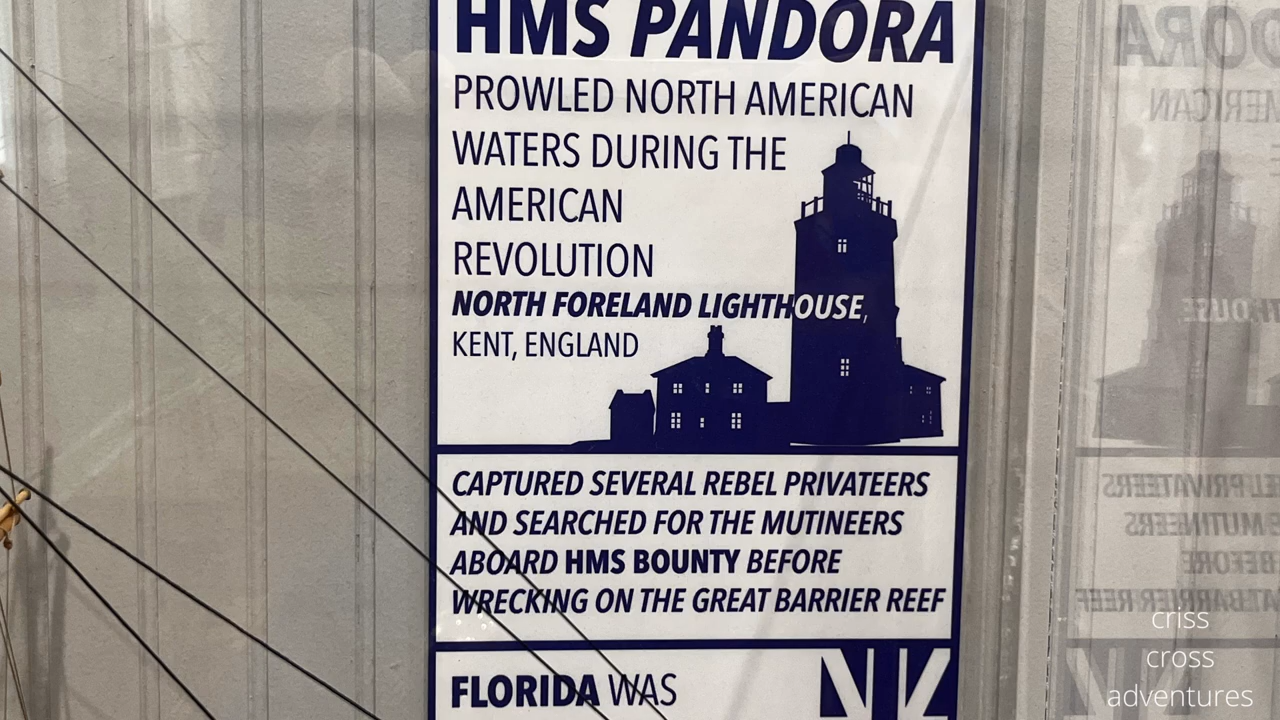 HMS PANDORA
PROWLED NORTH AMERICAN
WATERS DURING THE
AMERICAN
REVOLUTION
NORTH FORELAND LIGHTHOUSE,
KENT, ENGLAND
CAPTURED SEVERAL REBEL PRIVATEERS
AND SEARCHED FOR THE MUTINEERS
ABOARD HMS BOUNTY BEFORE
WRECKING ON THE GREAT BARRIER REEF
FLORIDA WAS
criss
cross
adventures